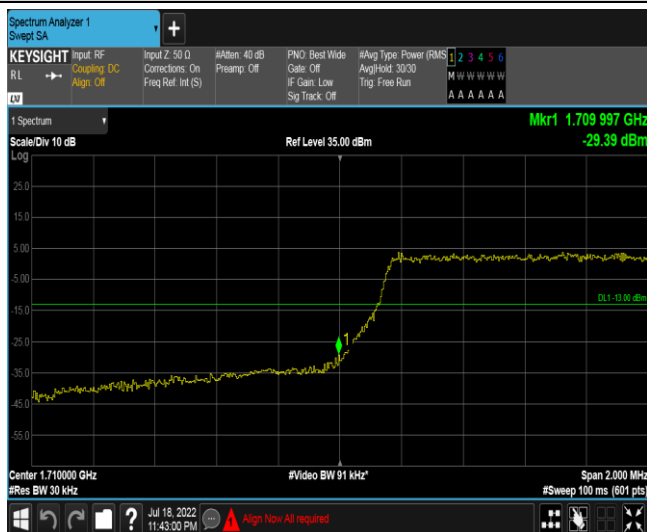 Spectrum Analyzer 1
Swept SA
+
KEYSIGHT
RL
LXI
Input: RF
Coupling: DC
Align: Off
Input Z: 50 Ω
Corrections: On
Freq Ref: Int (S)
#Atten: 40 dB
Preamp: Off
PNO: Best Wide
Gate: Off
IF Gain: Low
Sig Track: Off
#Avg Type: Power (RMS
Avg|Hold: 30/30
Trig: Free Run
1 2 3 4 5 6
M W W W W W
A A A A A A
1 Spectrum
Mkr1 1.709 997 GHz
Scale/Div 10 dB
Ref Level 35.00 dBm
-29.39 dBm
Log
25.0
15.0
5.00
-5.00
DL1 -13.00 dBm
-15.0
1
-25.0
-35.0
-45.0
-55.0
Center 1.710000 GHz
#Video BW 91 kHz*
Span 2.000 MHz
#Res BW 30 kHz
#Sweep 100 ms (601 pts)
?
Jul 18, 2022
11:43:00 PM
Align Now All required